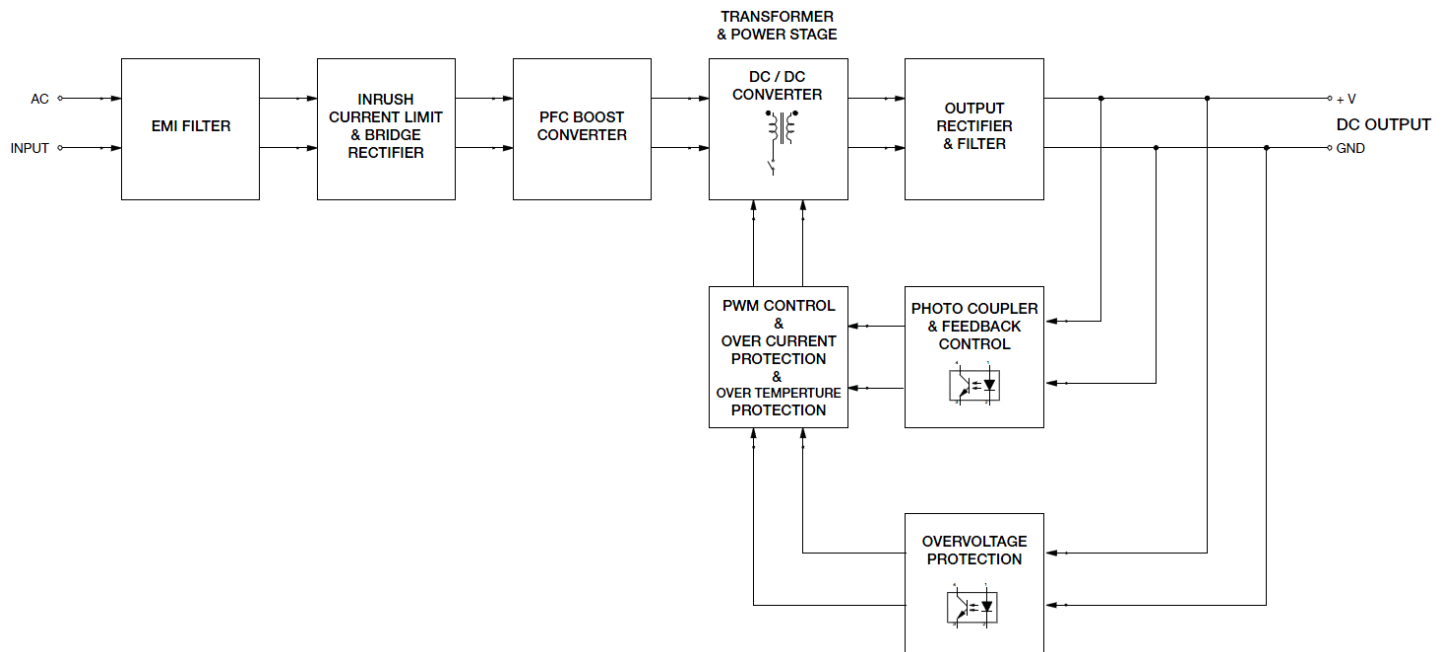 TRANSFORMER
& POWER STAGE
AC
INPUT
EMI FILTER
INRUSH
CURRENT LIMIT
& BRIDGE
RECTIFIER
PFC BOOST
CONVERTER
DC / DC
CONVERTER
OUTPUT
RECTIFIER
& FILTER
+ V
DC OUTPUT
GND
PWM CONTROL
&
OVER CURRENT
PROTECTION
&
OVER TEMPERTURE
PROTECTION
PHOTO COUPLER
& FEEDBACK
CONTROL
OVERVOLTAGE
PROTECTION